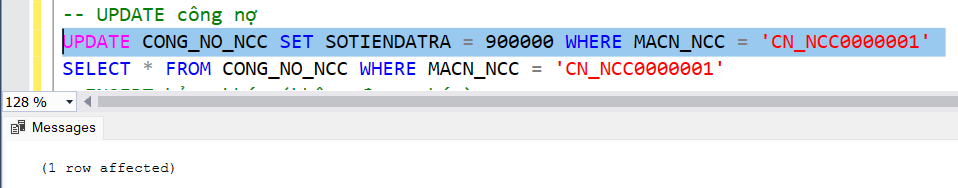 -- UPDATE công nợ
UPDATE CONG_NO_NCC SET SOTIENDATRA = 900000 WHERE MACN_NCC = 'CN_NCC0000001'
SELECT * FROM CONG_NO_NCC WHERE MACN_NCC = 'CN_NCC0000001'
128 %
Messages
(1 row affected)